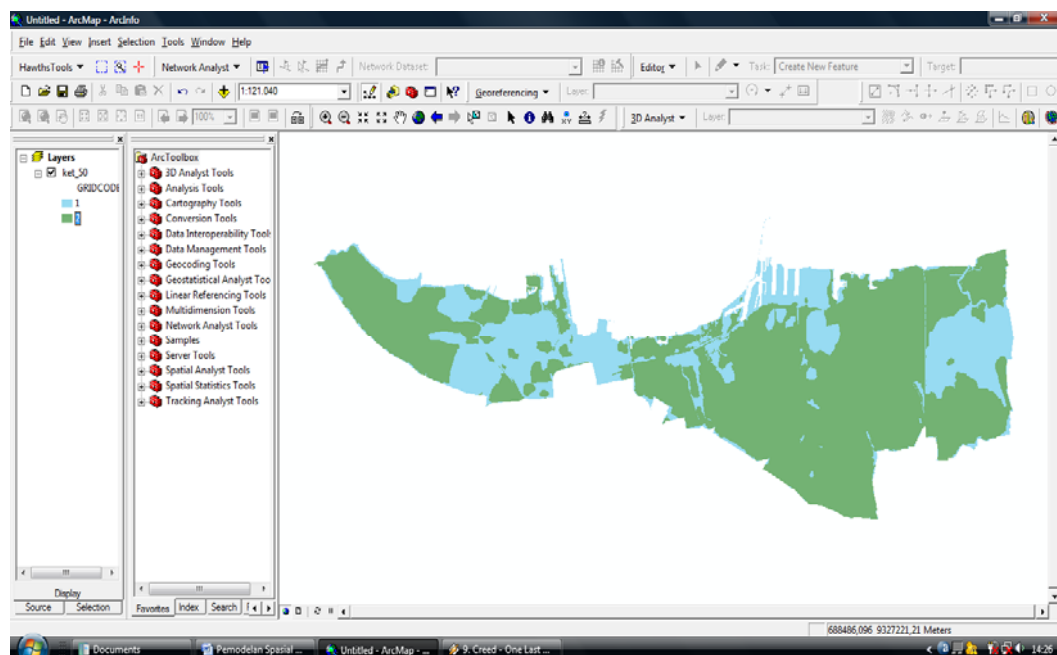 Untitled - ArcMap - ArcInfo
File Edit View Insert Selection Tools Window Help
HawthsTools Network Analyst Network Dataset: Editor Task: Create New Feature Target:
1:121.040 Georeferencing Layer:
100% 3D Analyst Layer:
Layers
ket_50
GRIDCODE
1
2
Display
Source Selection
ArcToolbox
3D Analyst Tools
Analysis Tools
Cartography Tools
Conversion Tools
Data Interoperability Tools
Data Management Tools
Geocoding Tools
Geostatistical Analyst Too
Linear Referencing Tools
Multidimension Tools
Network Analyst Tools
Samples
Server Tools
Spatial Analyst Tools
Spatial Statistics Tools
Tracking Analyst Tools
Favorites Index Search
688486,096 9327221,21 Meters
Documents Pemodelan Spasial ... Untitled - ArcMap - ... 9. Creed - One Last ... 14:26